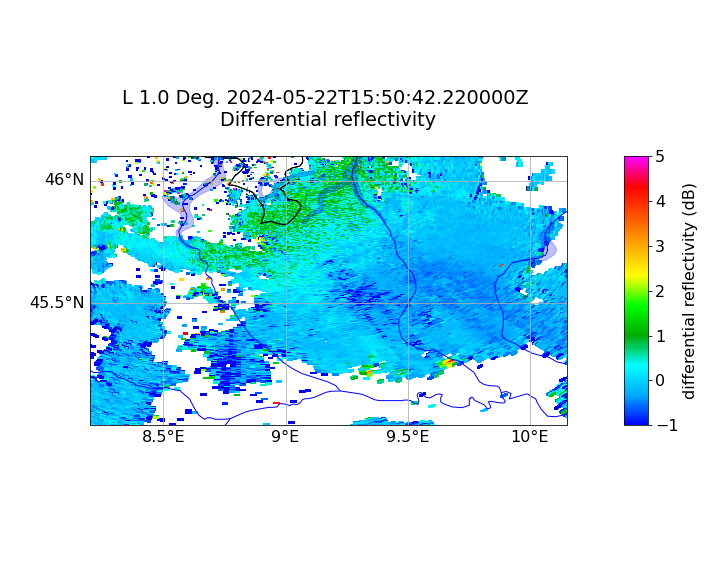 L 1.0 Deg. 2024-05-22T15:50:42.220000Z
Differential reflectivity
46°N
45.5°N
8.5°E
9°E
9.5°E
10°E
5
4
3
2
1
0
−1
differential reflectivity (dB)